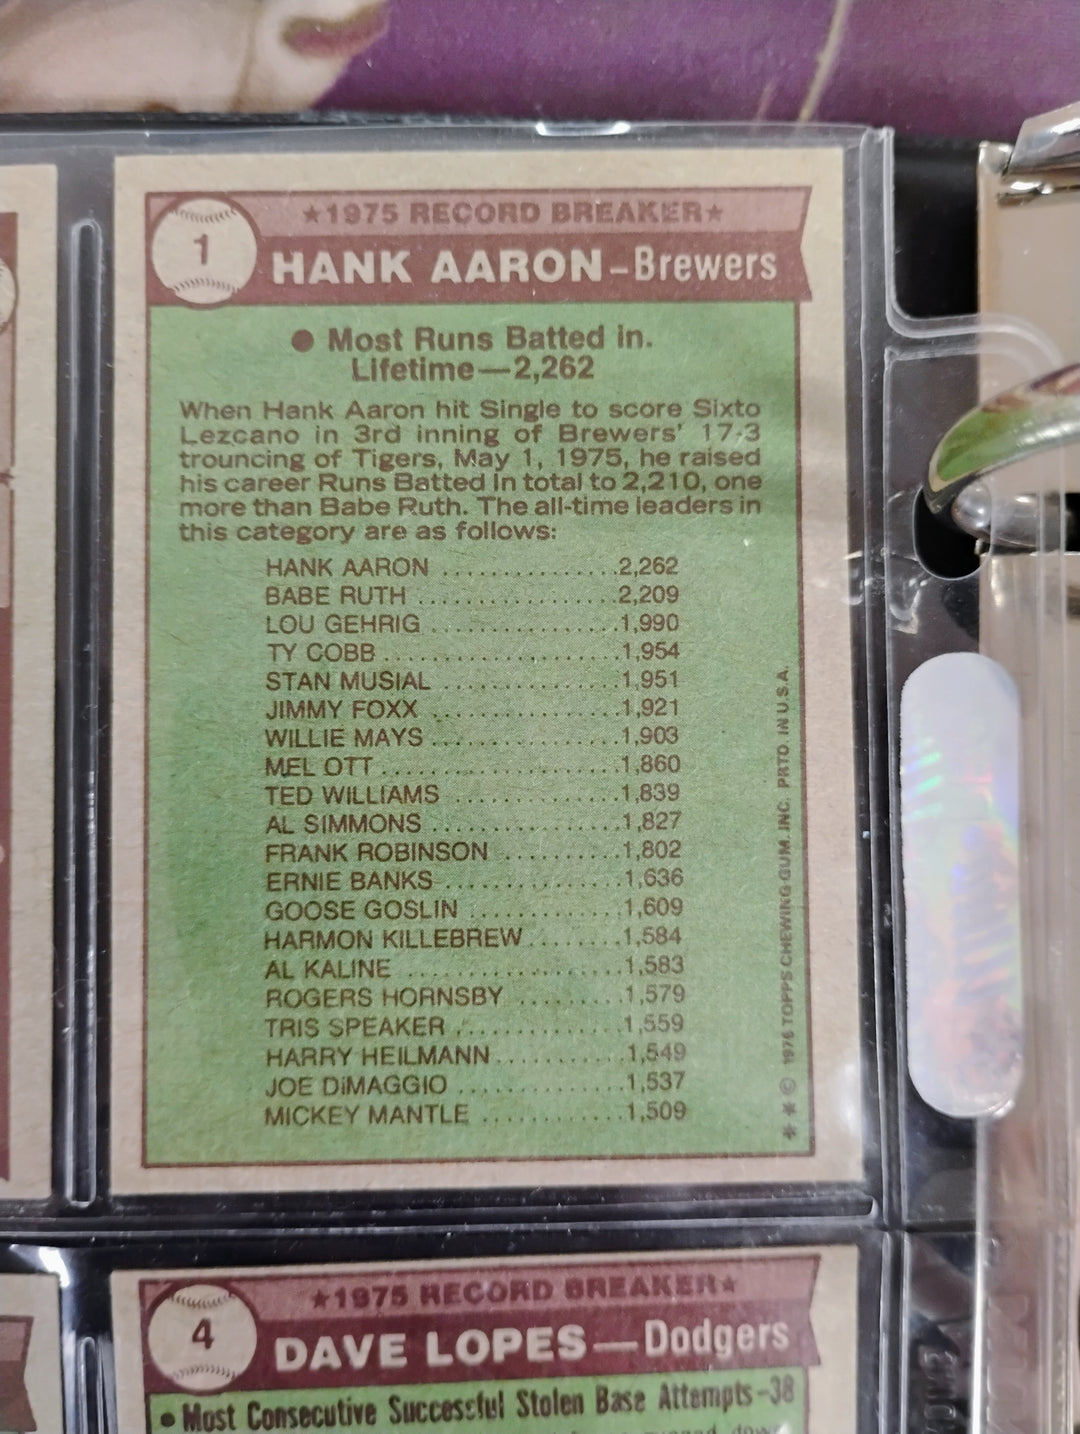 ★1975 RECORD BREAKER★
1
HANK AARON–Brewers
● Most Runs Batted in.
Lifetime—2,262
When Hank Aaron hit Single to score Sixto
Lezcano in 3rd inning of Brewers' 17-3
trouncing of Tigers, May 1, 1975, he raised
his career Runs Batted In total to 2,210, one
more than Babe Ruth. The all-time leaders in
this category are as follows:
HANK AARON ..................2,262
BABE RUTH ....................2,209
LOU GEHRIG ...................1,990
TY COBB ........................1,954
STAN MUSIAL ..................1,951
JIMMY FOXX ...................1,921
WILLIE MAYS ...................1,903
MEL OTT ........................1,860
TED WILLIAMS .................1,839
AL SIMMONS ...................1,827
FRANK ROBINSON ............1,802
ERNIE BANKS ..................1,636
GOOSE GOSLIN ................1,609
HARMON KILLEBREW .........1,584
AL KALINE ......................1,583
ROGERS HORNSBY ...........1,579
TRIS SPEAKER .................1,559
HARRY HEILMANN .............1,549
JOE DiMAGGIO .................1,537
MICKEY MANTLE ..............1,509
** © 1976 TOPPS CHEWING GUM, INC. PRTD. IN U.S.A.
★1975 RECORD BREAKER★
4
DAVE LOPES—Dodgers
● Most Consecutive Successful Stolen Base Attempts-38